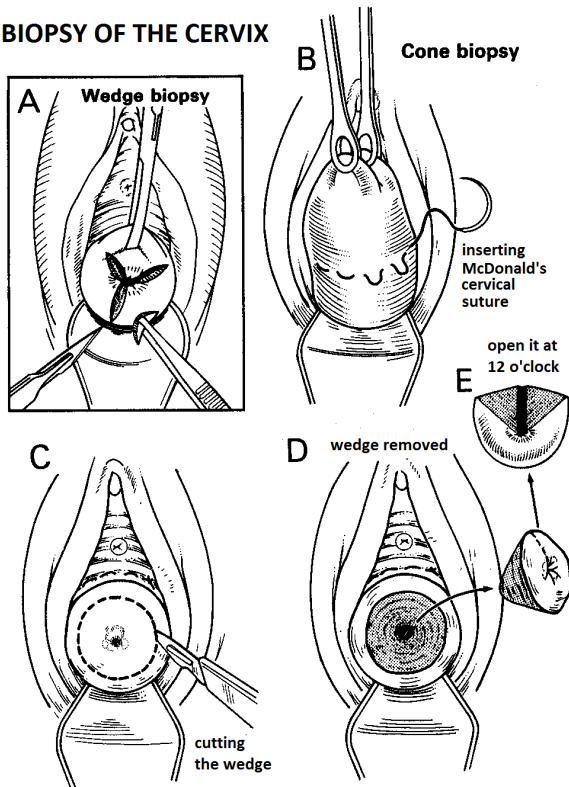 BIOPSY OF THE CERVIX
A
Wedge biopsy
B
Cone biopsy
inserting
McDonald's
cervical
suture
open it at
12 o'clock
E
C
cutting
the wedge
D
wedge removed